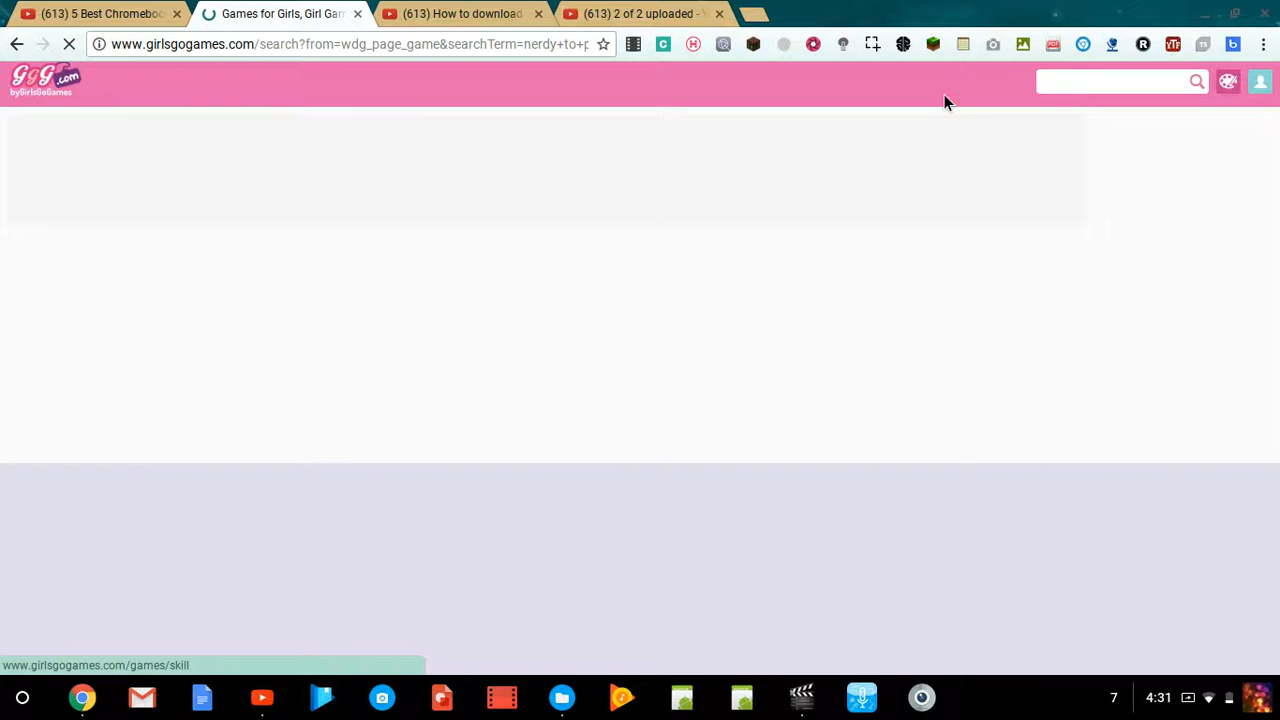 (613) 5 Best Chromeboo
Games for Girls, Girl Gam
(613) How to download
(613) 2 of 2 uploaded - Y
www.girlsgogames.com/search?from=wdg_page_game&searchTerm=nerdy+to+p
GgG.com
byGirlsGoGames
www.girlsgogames.com/games/skill
7
4:31